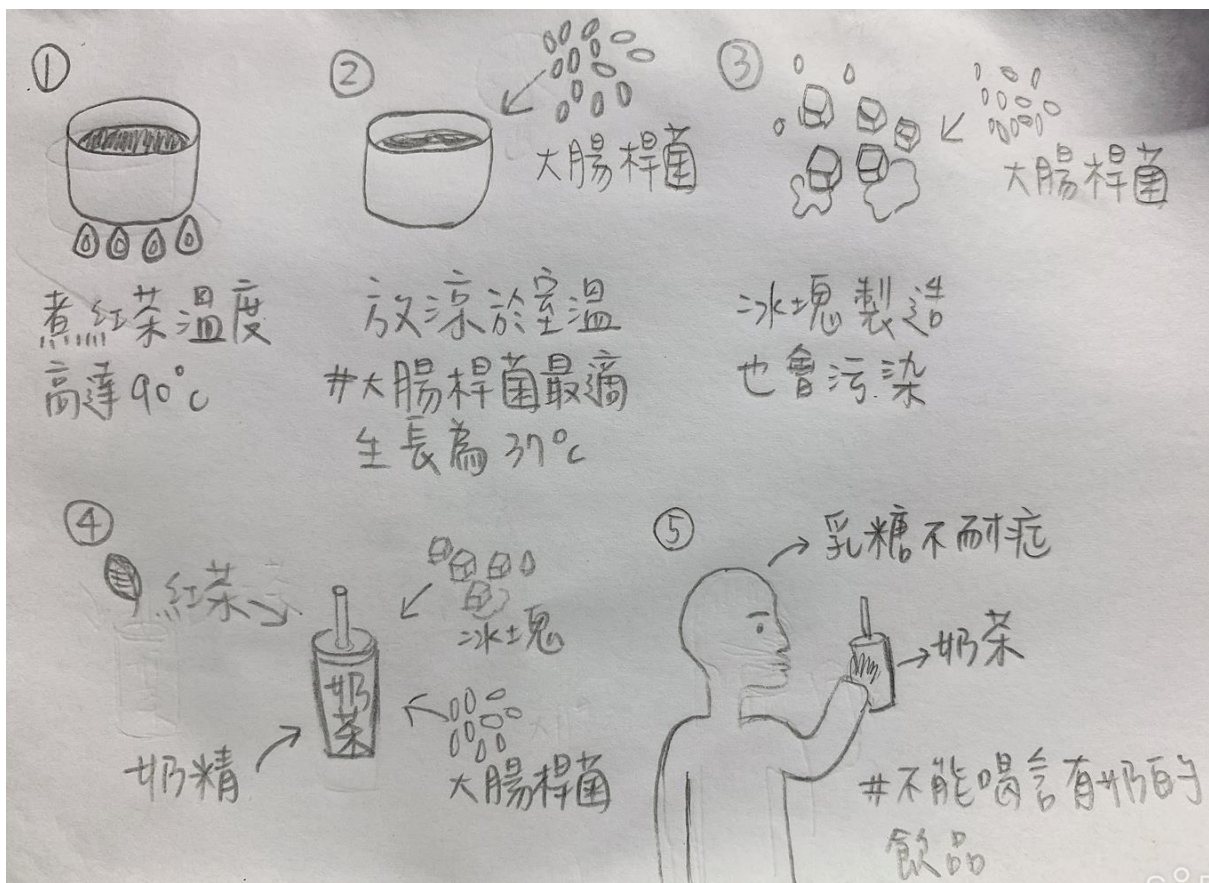 ①
煮紅茶溫度
高達90°C
②
大腸桿菌
放涼於室溫
#大腸桿菌最適
生長為37°C
③
大腸桿菌
冰塊製造
也會污染
④
紅茶
冰塊
奶茶
奶精
大腸桿菌
⑤
乳糖不耐症
奶茶
#不能喝含有奶的
飲品